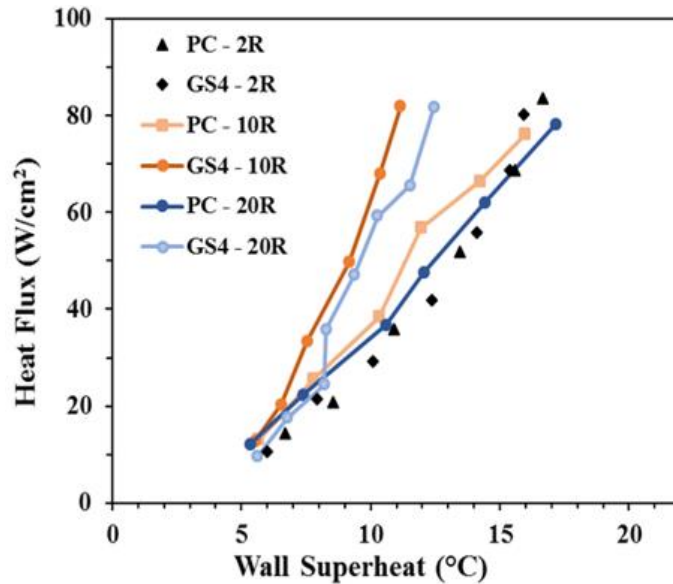 100
80
60
40
20
0
Heat Flux (W/cm²)
PC - 2R
GS4 - 2R
PC - 10R
GS4 - 10R
PC - 20R
GS4 - 20R
0 5 10 15 20
Wall Superheat (°C)